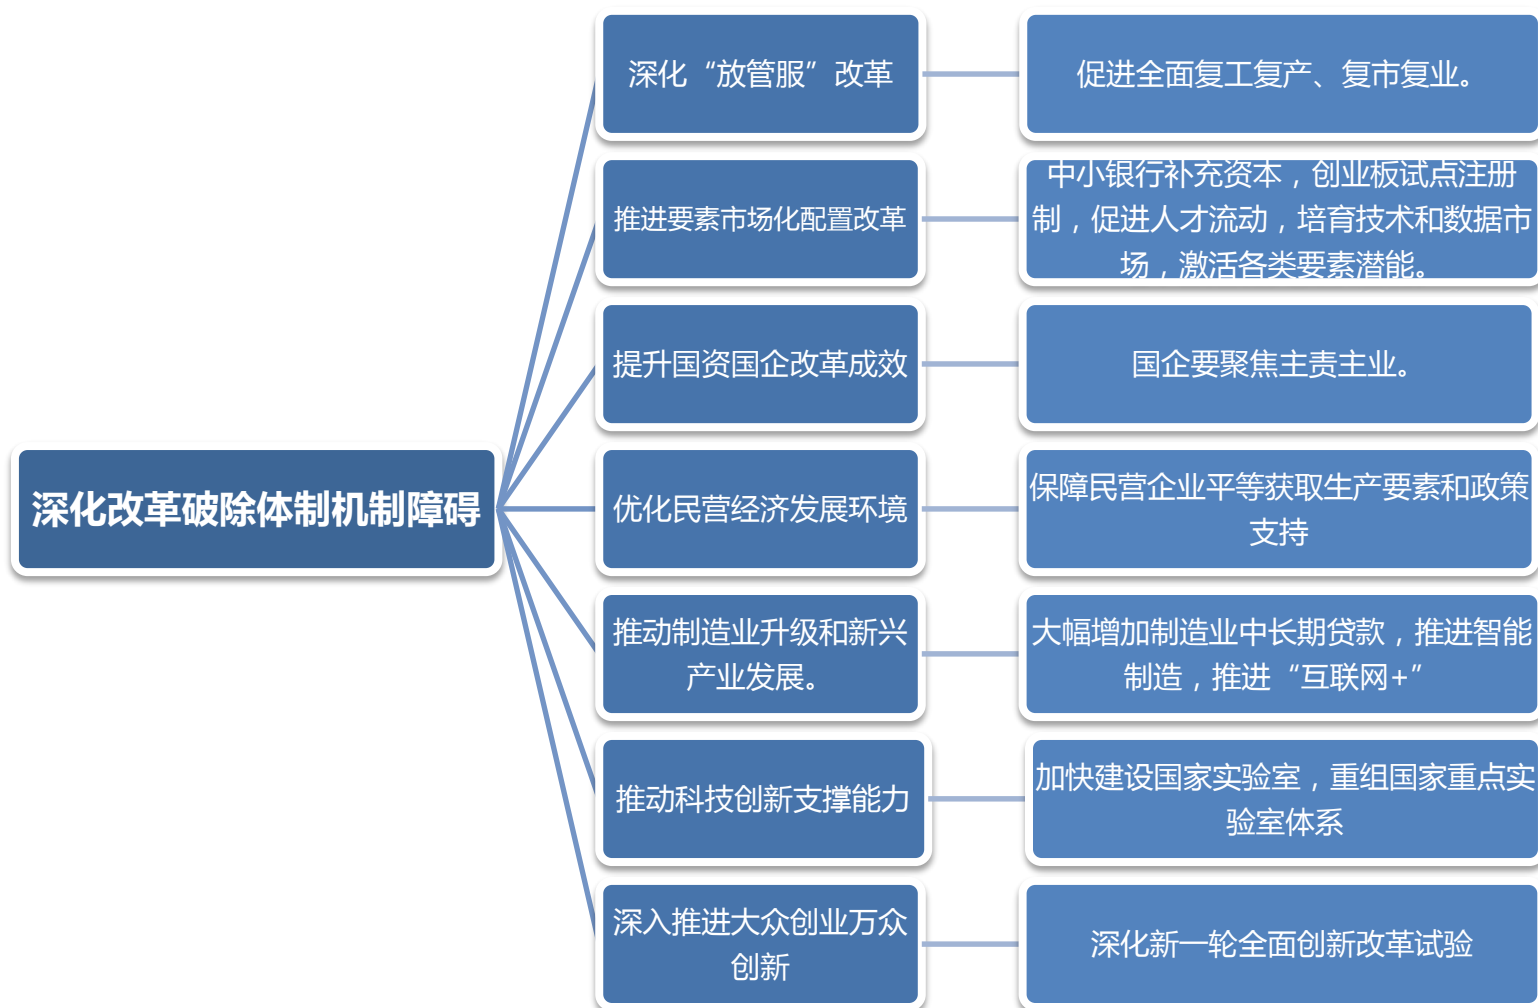 深化改革破除体制机制障碍
深化“放管服”改革
促进全面复工复产、复市复业。
推进要素市场化配置改革
中小银行补充资本，创业板试点注册
制，促进人才流动，培育技术和数据市
场，激活各类要素潜能。
提升国资国企改革成效
国企要聚焦主责主业。
优化民营经济发展环境
保障民营企业平等获取生产要素和政策
支持
推动制造业升级和新兴
产业发展。
大幅增加制造业中长期贷款，推进智能
制造，推进“互联网+”
推动科技创新支撑能力
加快建设国家实验室，重组国家重点实
验室体系
深入推进大众创业万众
创新
深化新一轮全面创新改革试验